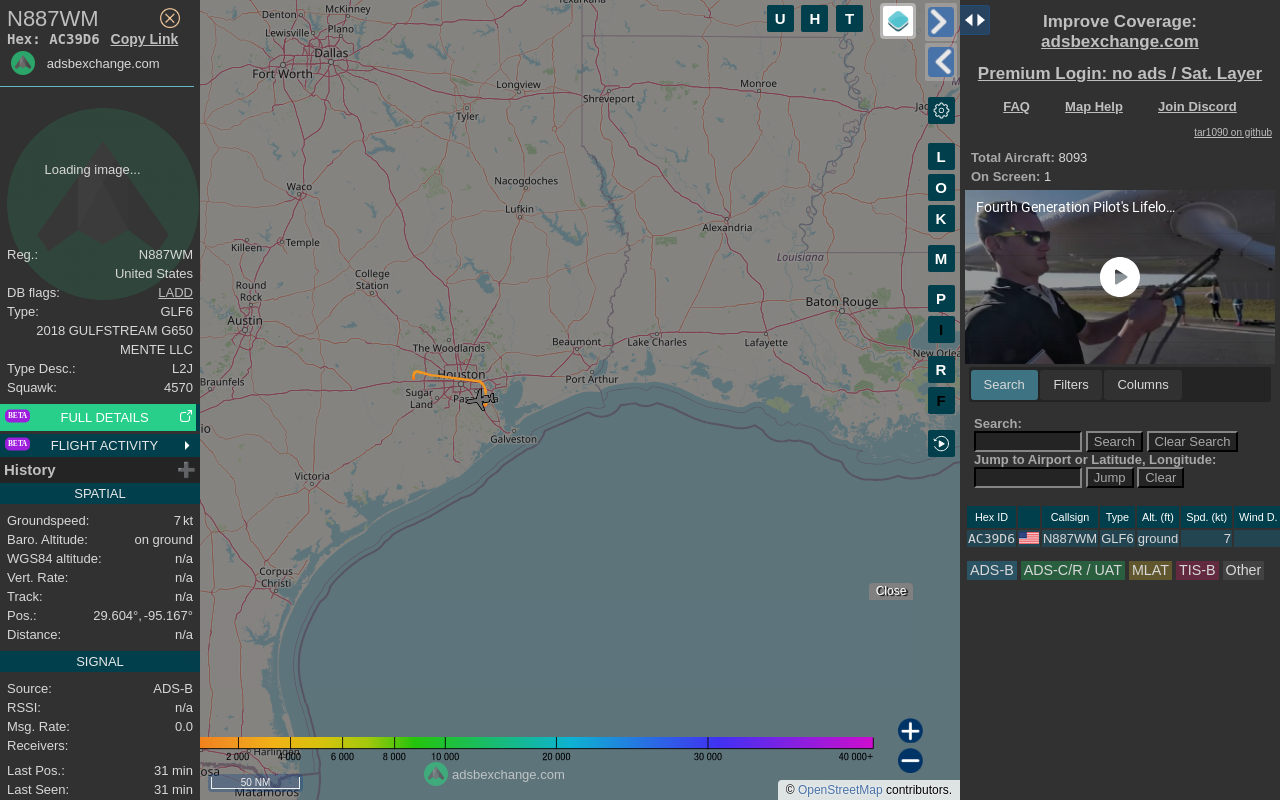 N887WM
Hex: AC39D6 Copy Link
adsbexchange.com
Loading image...
Reg.: N887WM
United States
DB flags: LADD
Type: GLF6
2018 GULFSTREAM G650
MENTE LLC
Type Desc.: L2J
Squawk: 4570
BETA FULL DETAILS
BETA FLIGHT ACTIVITY
History
SPATIAL
Groundspeed: 7 kt
Baro. Altitude: on ground
WGS84 altitude: n/a
Vert. Rate: n/a
Track: n/a
Pos.: 29.604°, -95.167°
Distance: n/a
SIGNAL
Source: ADS-B
RSSI: n/a
Msg. Rate: 0.0
Receivers:
Last Pos.: 31 min
Last Seen: 31 min
Texarkana
McKinney
Denton
Lewisville
Plano
Dallas
Fort Worth
Longview
Monroe
Shreveport
Tyler
Waco
Nacogdoches
Lufkin
Alexandria
Killeen
Temple
Louisiana
College
Station
Round
Rock
Baton Rouge
Austin
The Woodlands
Beaumont
Lake Charles
Lafayette
New Orle
Braunfels
Houston
Port Arthur
Sugar
Land
Galveston
Victoria
Corpus
Christi
Harlingen
Matamoros
U H T
L
O
K
M
P
I
R
F
Close
2 000 4 000 6 000 8 000 10 000 20 000 30 000 40 000+
adsbexchange.com
50 NM
© OpenStreetMap contributors.
Improve Coverage:
adsbexchange.com
Premium Login: no ads / Sat. Layer
FAQ Map Help Join Discord
tar1090 on github
Total Aircraft: 8093
On Screen: 1
Fourth Generation Pilot's Lifelo...
Search Filters Columns
Search:
Search Clear Search
Jump to Airport or Latitude, Longitude:
Jump Clear
Hex ID Callsign Type Alt. (ft) Spd. (kt) Wind D.
AC39D6 N887WM GLF6 ground 7
ADS-B ADS-C/R / UAT MLAT TIS-B Other